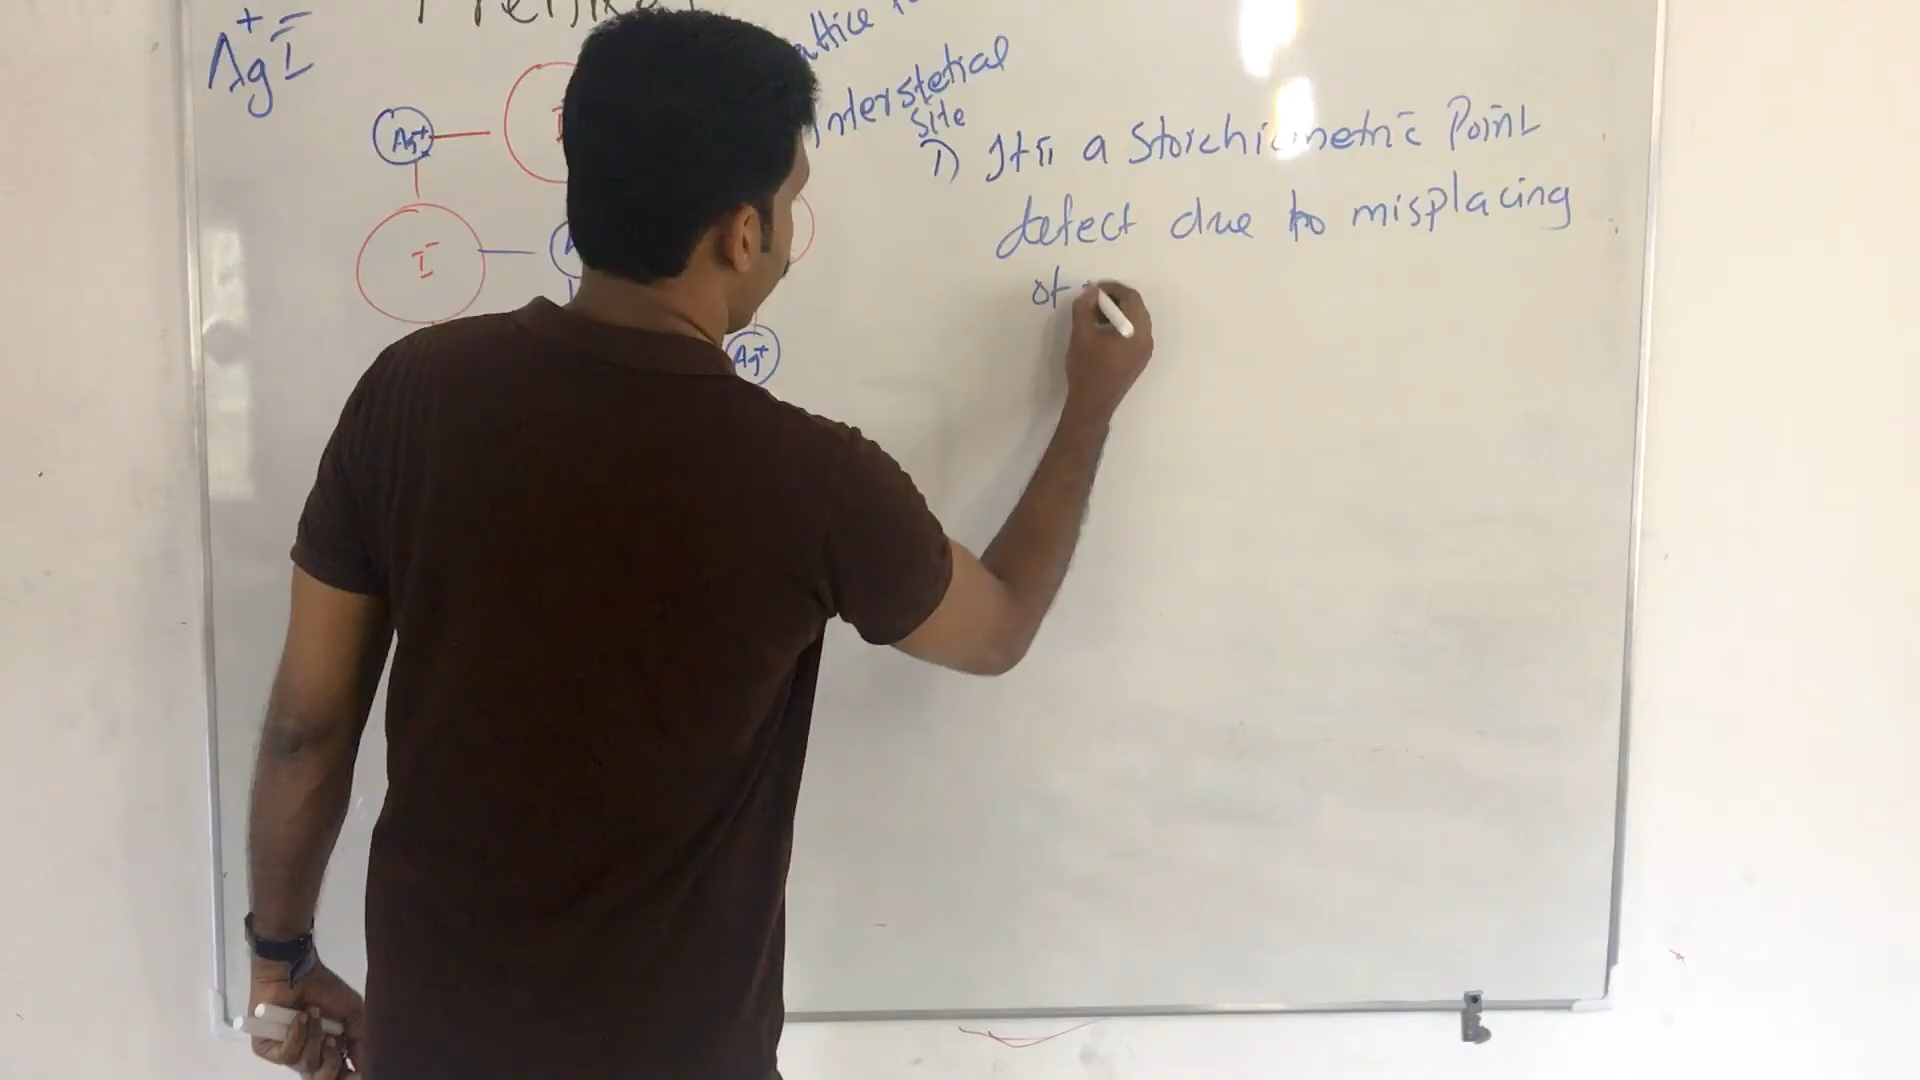 Ag⁺I⁻
Interstetial
Site
Ag⁺
I⁻
Ag⁺
1) It is a Stoichiometric Point
defect due to misplacing
of